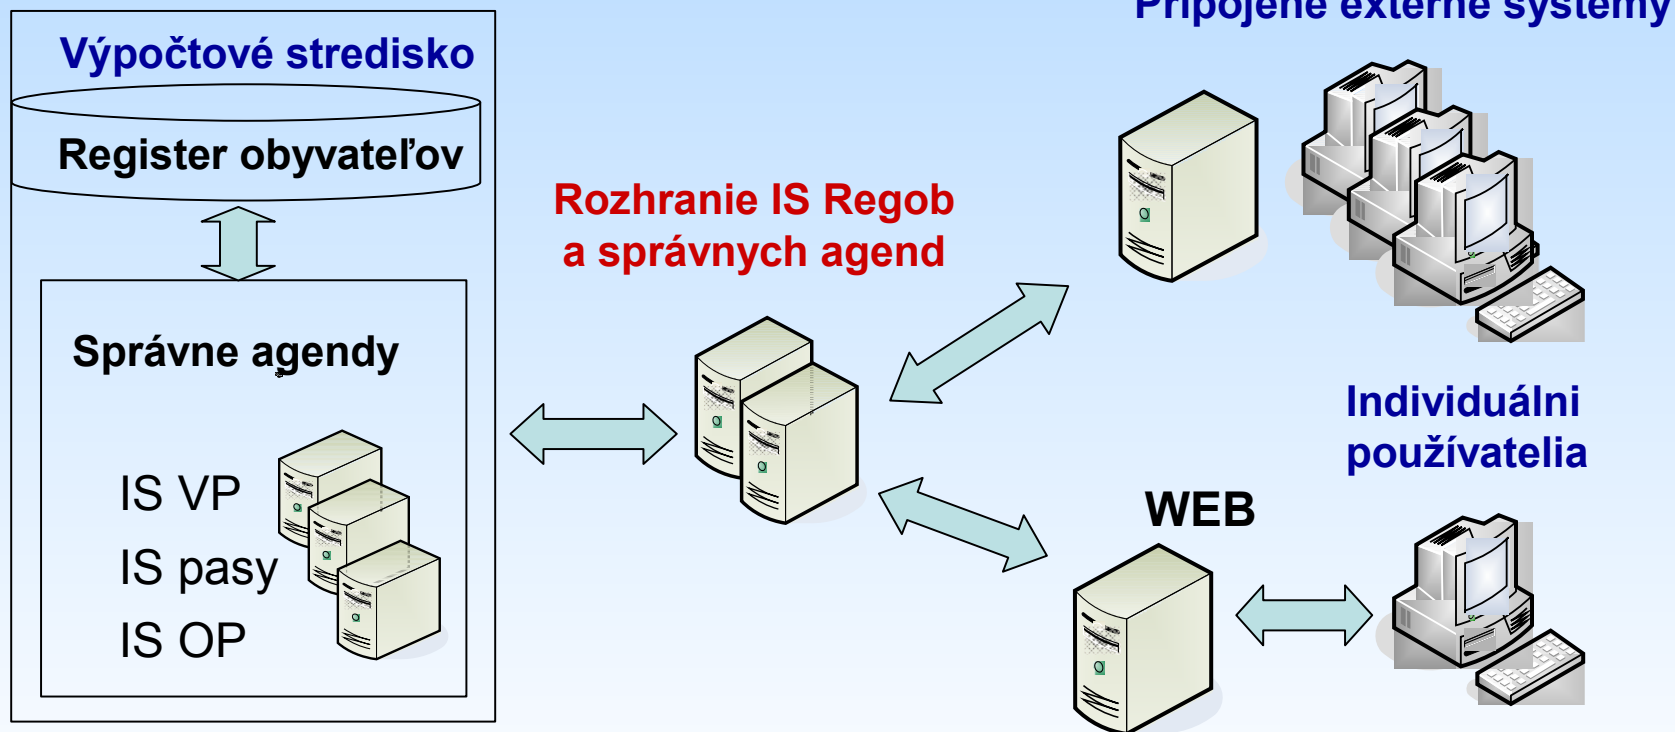 Pripojené externé systémy
Výpočtové stredisko
Register obyvateľov
Rozhranie IS Regob
a správnych agend
Správne agendy
Individuálni
používatelia
IS VP
WEB
IS pasy
IS OP